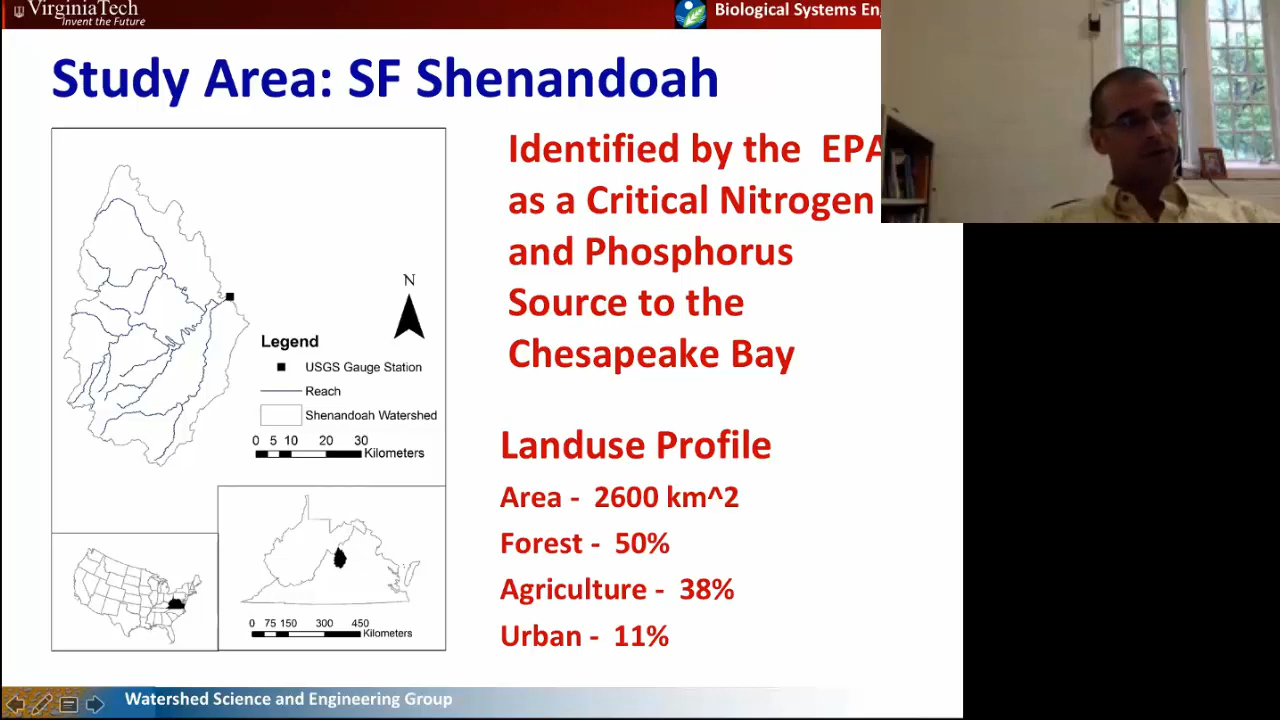 VirginiaTech
Invent the Future
Biological Systems En
Study Area: SF Shenandoah
N
Legend
USGS Gauge Station
Reach
Shenandoah Watershed
0 5 10 20 30
Kilometers
0 75 150 300 450
Kilometers
Identified by the EPA
as a Critical Nitrogen
and Phosphorus
Source to the
Chesapeake Bay
Landuse Profile
Area - 2600 km^2
Forest - 50%
Agriculture - 38%
Urban - 11%
Watershed Science and Engineering Group